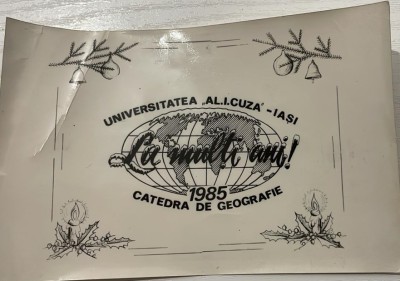 UNIVERSITATEA „AL.I.CUZA" - IAȘI
La mulți ani!
1985
CATEDRA DE GEOGRAFIE